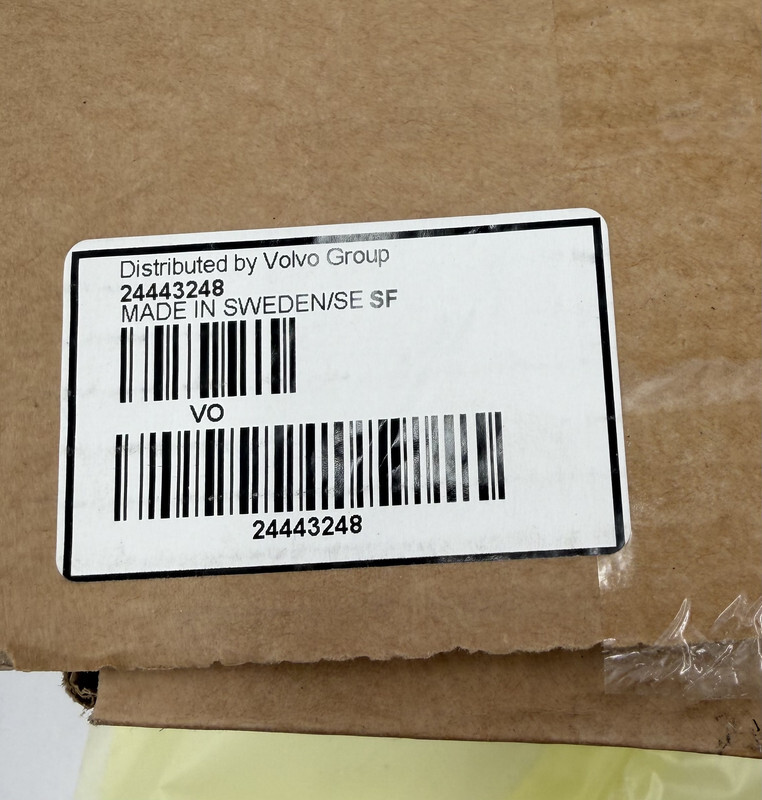 Distributed by Volvo Group
24443248
MADE IN SWEDEN/SE SF
VO
24443248